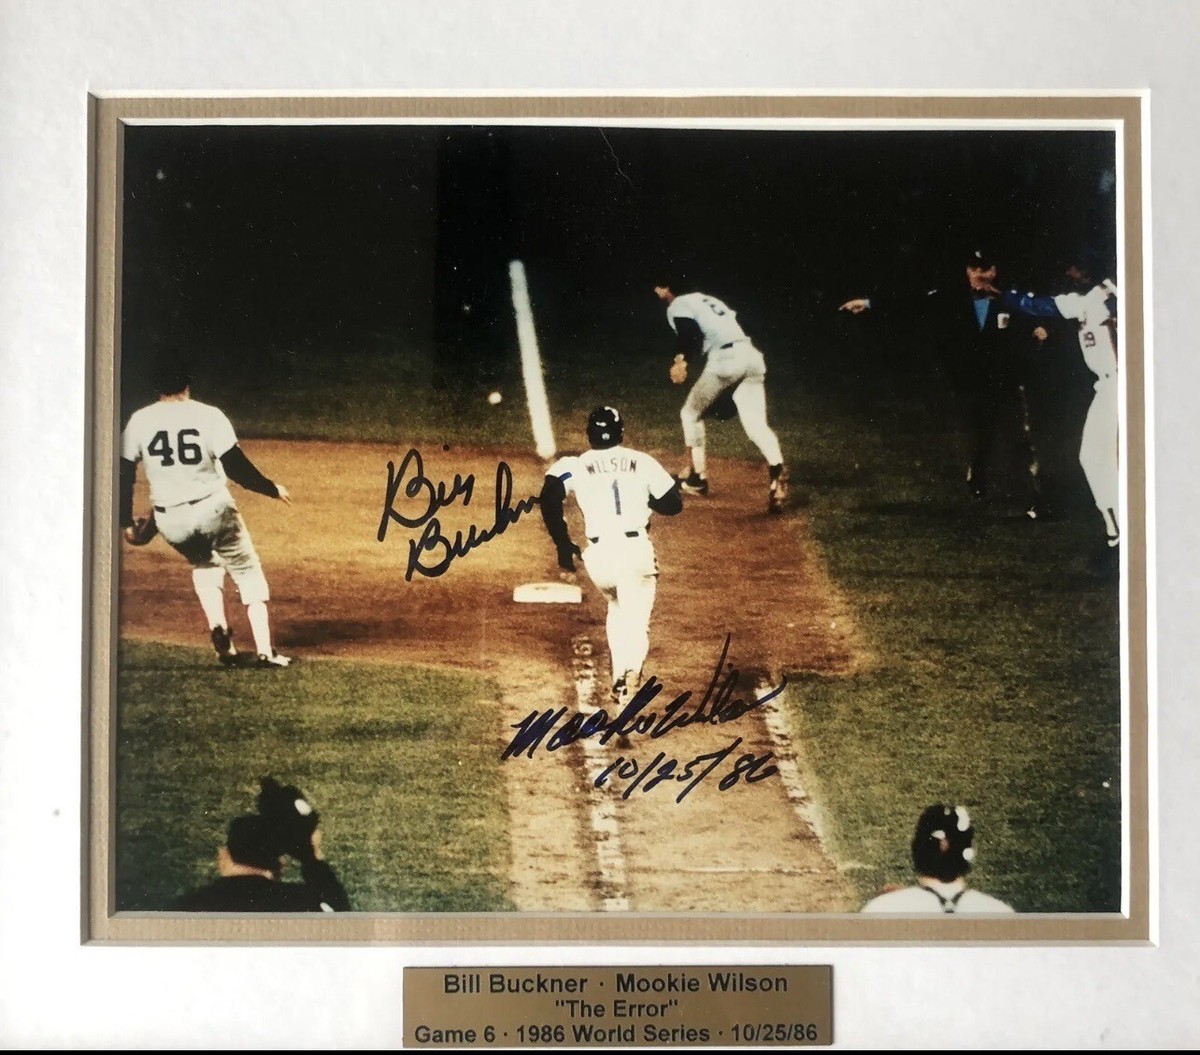 46
WILSON
1
Bill
Buckner
Mookie Wilson
10/25/86
Bill Buckner · Mookie Wilson
"The Error"
Game 6 · 1986 World Series · 10/25/86